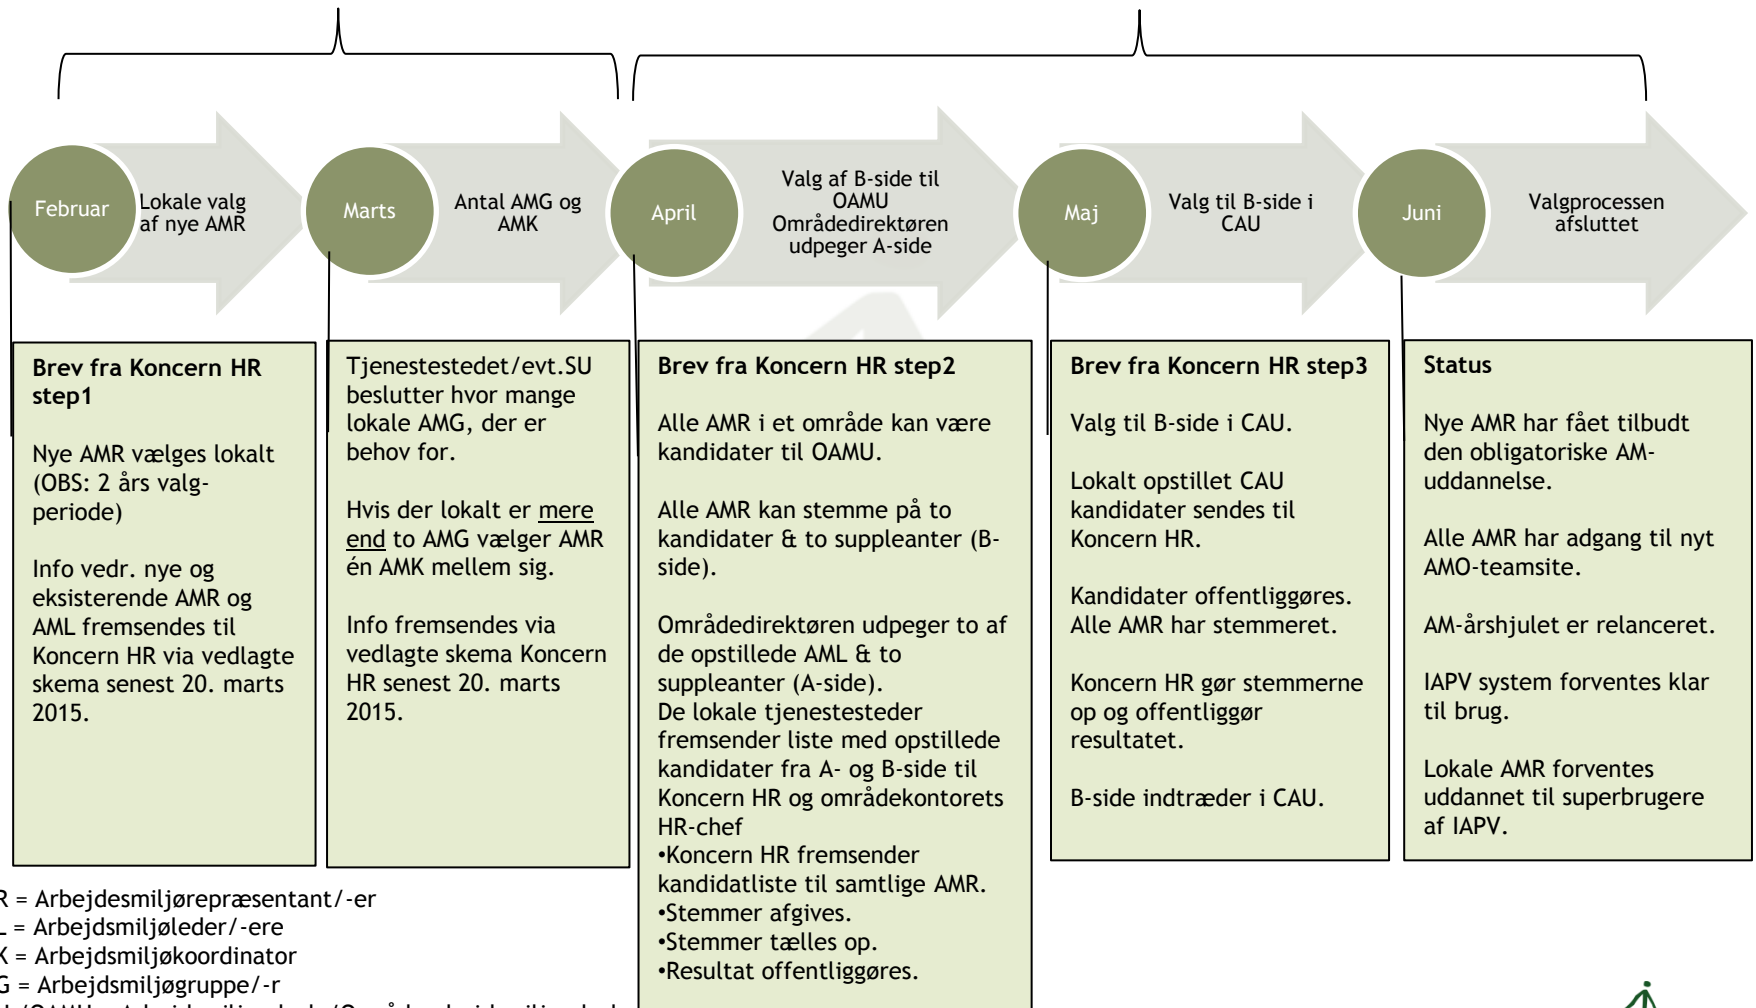 Februar
Lokale valg
af nye AMR
Marts
Antal AMG og
AMK
April
Valg af B-side til
OAMU
Områdedirektøren
udpeger A-side
Maj
Valg til B-side i
CAU
Juni
Valgprocessen
afsluttet
Brev fra Koncern HR
step1
Nye AMR vælges lokalt
(OBS: 2 års valg-
periode)
Info vedr. nye og
eksisterende AMR og
AML fremsendes til
Koncern HR via vedlagte
skema senest 20. marts
2015.
Tjenestestedet/evt.SU
beslutter hvor mange
lokale AMG, der er
behov for.
Hvis der lokalt er mere
end to AMG vælger AMR
én AMK mellem sig.
Info fremsendes via
vedlagte skema Koncern
HR senest 20. marts
2015.
Brev fra Koncern HR step2
Alle AMR i et område kan være
kandidater til OAMU.
Alle AMR kan stemme på to
kandidater & to suppleanter (B-
side).
Områdedirektøren udpeger to af
de opstillede AML & to
suppleanter (A-side).
De lokale tjenestesteder
fremsender liste med opstillede
kandidater fra A- og B-side til
Koncern HR og områdekontorets
HR-chef
•Koncern HR fremsender
kandidatliste til samtlige AMR.
•Stemmer afgives.
•Stemmer tælles op.
•Resultat offentliggøres.
Brev fra Koncern HR step3
Valg til B-side i CAU.
Lokalt opstillet CAU
kandidater sendes til
Koncern HR.
Kandidater offentliggøres.
Alle AMR har stemmeret.
Koncern HR gør stemmerne
op og offentliggør
resultatet.
B-side indtræder i CAU.
Status
Nye AMR har fået tilbudt
den obligatoriske AM-
uddannelse.
Alle AMR har adgang til nyt
AMO-teamsite.
AM-årshjulet er relanceret.
IAPV system forventes klar
til brug.
Lokale AMR forventes
uddannet til superbrugere
af IAPV.
R = Arbejdesmiljørepræsentant/-er
L = Arbejdsmiljøleder/-ere
K = Arbejdsmiljøkoordinator
G = Arbejdsmiljøgruppe/-r